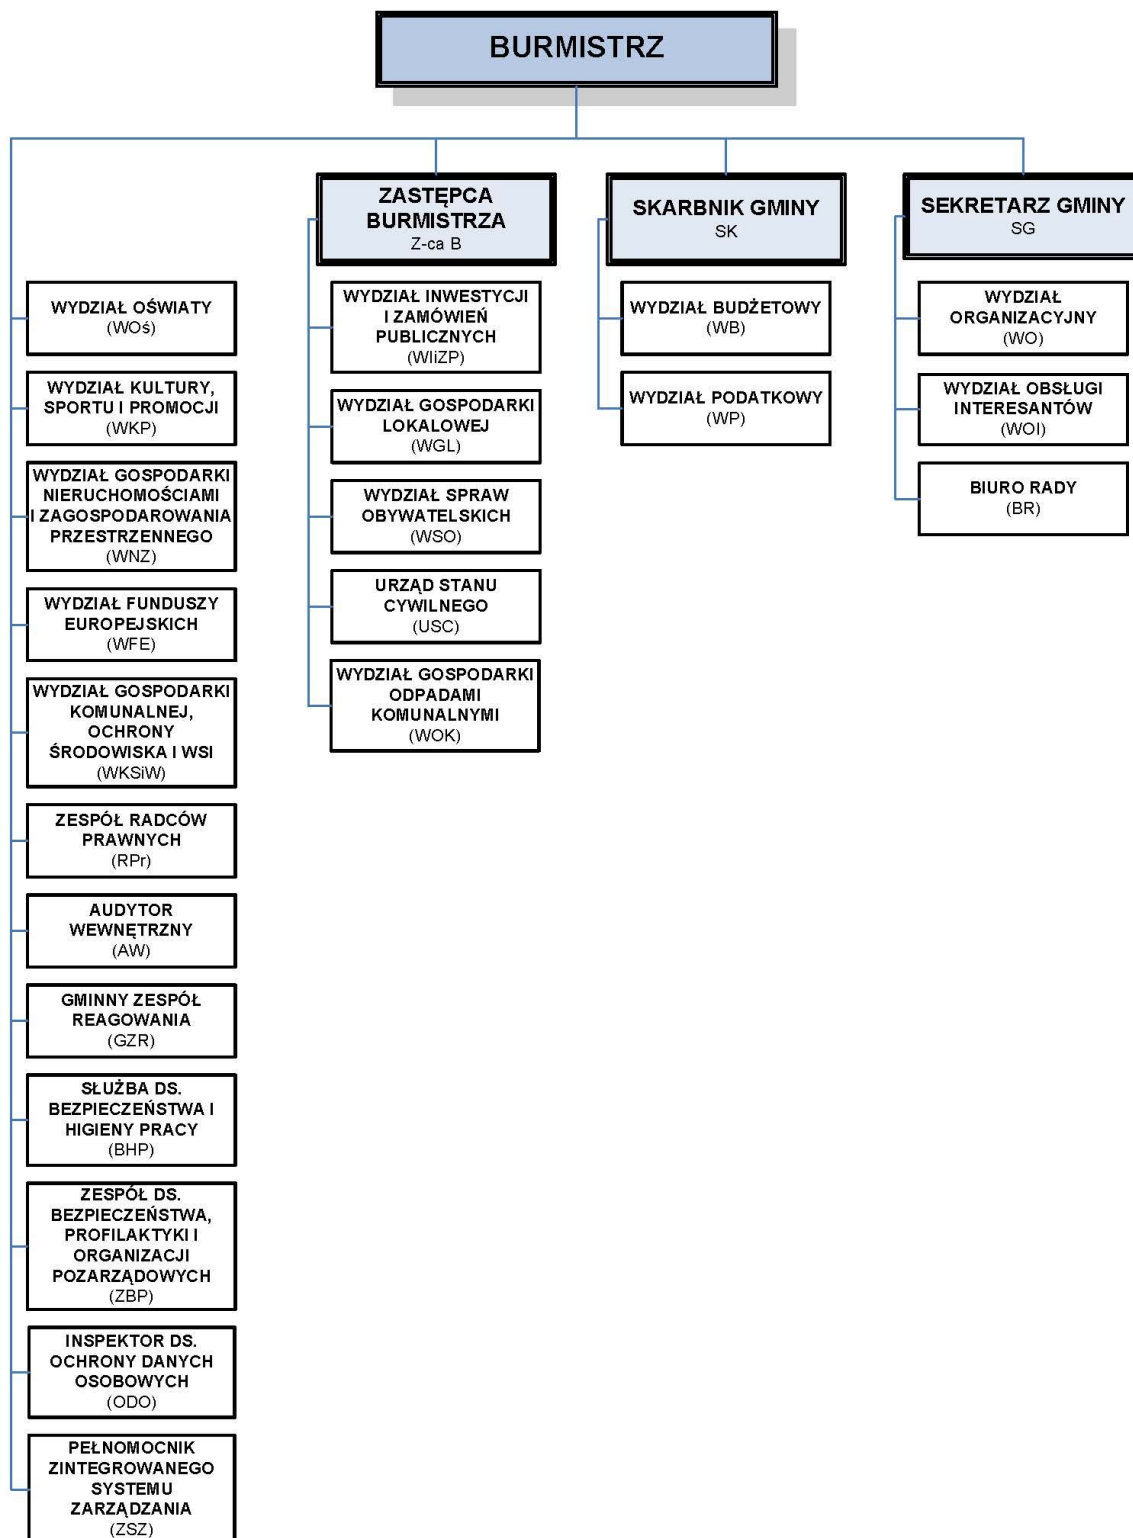 BURMISTRZ
ZASTĘPCA
BURMISTRZA
Z-ca B
SKARBNIK GMINY
SK
SEKRETARZ GMINY
SG
WYDZIAŁ OŚWIATY
(WOś)
WYDZIAŁ KULTURY,
SPORTU I PROMOCJI
(WKP)
WYDZIAŁ GOSPODARKI
NIERUCHOMOŚCIAMI
I ZAGOSPODAROWANIA
PRZESTRZENNEGO
(WNZ)
WYDZIAŁ FUNDUSZY
EUROPEJSKICH
(WFE)
WYDZIAŁ GOSPODARKI
KOMUNALNEJ,
OCHRONY
ŚRODOWISKA I WSI
(WKSiW)
ZESPÓŁ RADCÓW
PRAWNYCH
(RPr)
AUDYTOR
WEWNĘTRZNY
(AW)
GMINNY ZESPÓŁ
REAGOWANIA
(GZR)
SŁUŻBA DS.
BEZPIECZEŃSTWA I
HIGIENY PRACY
(BHP)
ZESPÓŁ DS.
BEZPIECZEŃSTWA,
PROFILAKTYKI I
ORGANIZACJI
POZARZĄDOWYCH
(ZBP)
INSPEKTOR DS.
OCHRONY DANYCH
OSOBOWYCH
(ODO)
PEŁNOMOCNIK
ZINTEGROWANEGO
SYSTEMU
ZARZĄDZANIA
(ZSZ)
WYDZIAŁ INWESTYCJI
I ZAMÓWIEŃ
PUBLICZNYCH
(WIiZP)
WYDZIAŁ GOSPODARKI
LOKALOWEJ
(WGL)
WYDZIAŁ SPRAW
OBYWATELSKICH
(WSO)
URZĄD STANU
CYWILNEGO
(USC)
WYDZIAŁ GOSPODARKI
ODPADAMI
KOMUNALNYMI
(WOK)
WYDZIAŁ BUDŻETOWY
(WB)
WYDZIAŁ PODATKOWY
(WP)
WYDZIAŁ
ORGANIZACYJNY
(WO)
WYDZIAŁ OBSŁUGI
INTERESANTÓW
(WOI)
BIURO RADY
(BR)